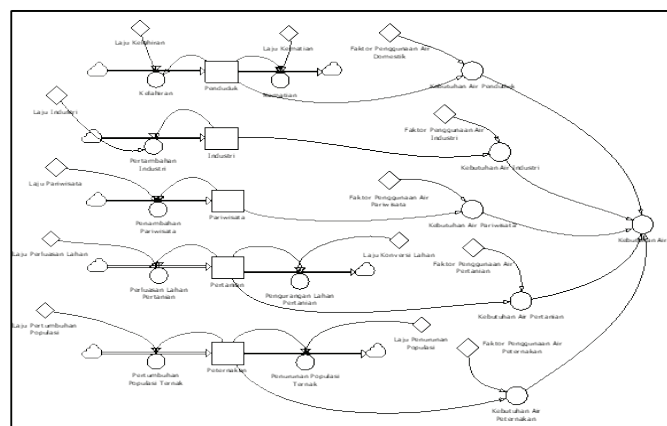 Laju Kelahiran
Laju Kematian
Faktor Penggunaan Air
Domestik
Kelahiran
Penduduk
Kematian
Kebutuhan Air Penduduk
Laju Industri
Faktor Penggunaan Air
Industri
Pertambahan
Industri
Industri
Kebutuhan Air Industri
Laju Pariwisata
Faktor Penggunaan Air
Pariwisata
Penambahan
Pariwisata
Pariwisata
Kebutuhan Air Pariwisata
Kebutuhan Air
Laju Perluasan Lahan
Laju Konversi Lahan
Faktor Penggunaan Air
Pertanian
Perluasan Lahan
Pertanian
Pertanian
Pengurangan Lahan
Pertanian
Kebutuhan Air Pertanian
Laju Pertumbuhan
Populasi
Laju Penurunan
Populasi
Faktor Penggunaan Air
Peternakan
Pertumbuhan
Populasi Ternak
Peternakan
Penurunan Populasi
Ternak
Kebutuhan Air
Peternakan